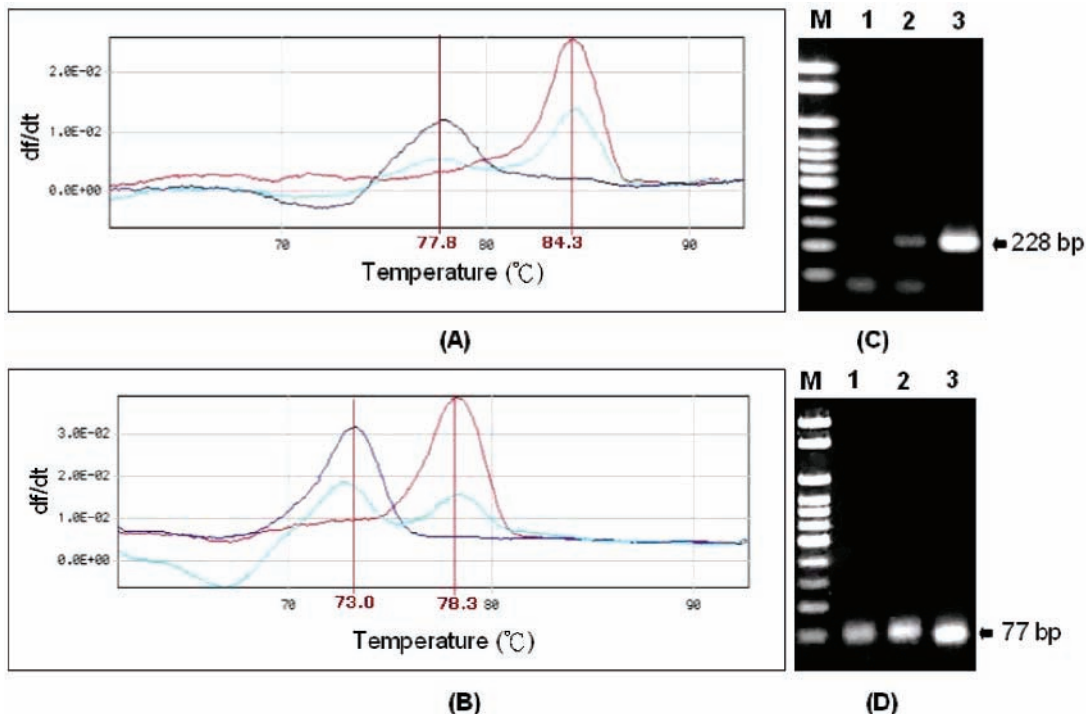 df/dt
2.0E-02
1.0E-02
0.0E+00
70
77.8
80
84.3
90
Temperature (℃)
(A)
M 1 2 3
228 bp
(C)
df/dt
3.0E-02
2.0E-02
1.0E-02
0.0E+00
70
73.0
78.3
80
90
Temperature (℃)
(B)
M 1 2 3
77 bp
(D)